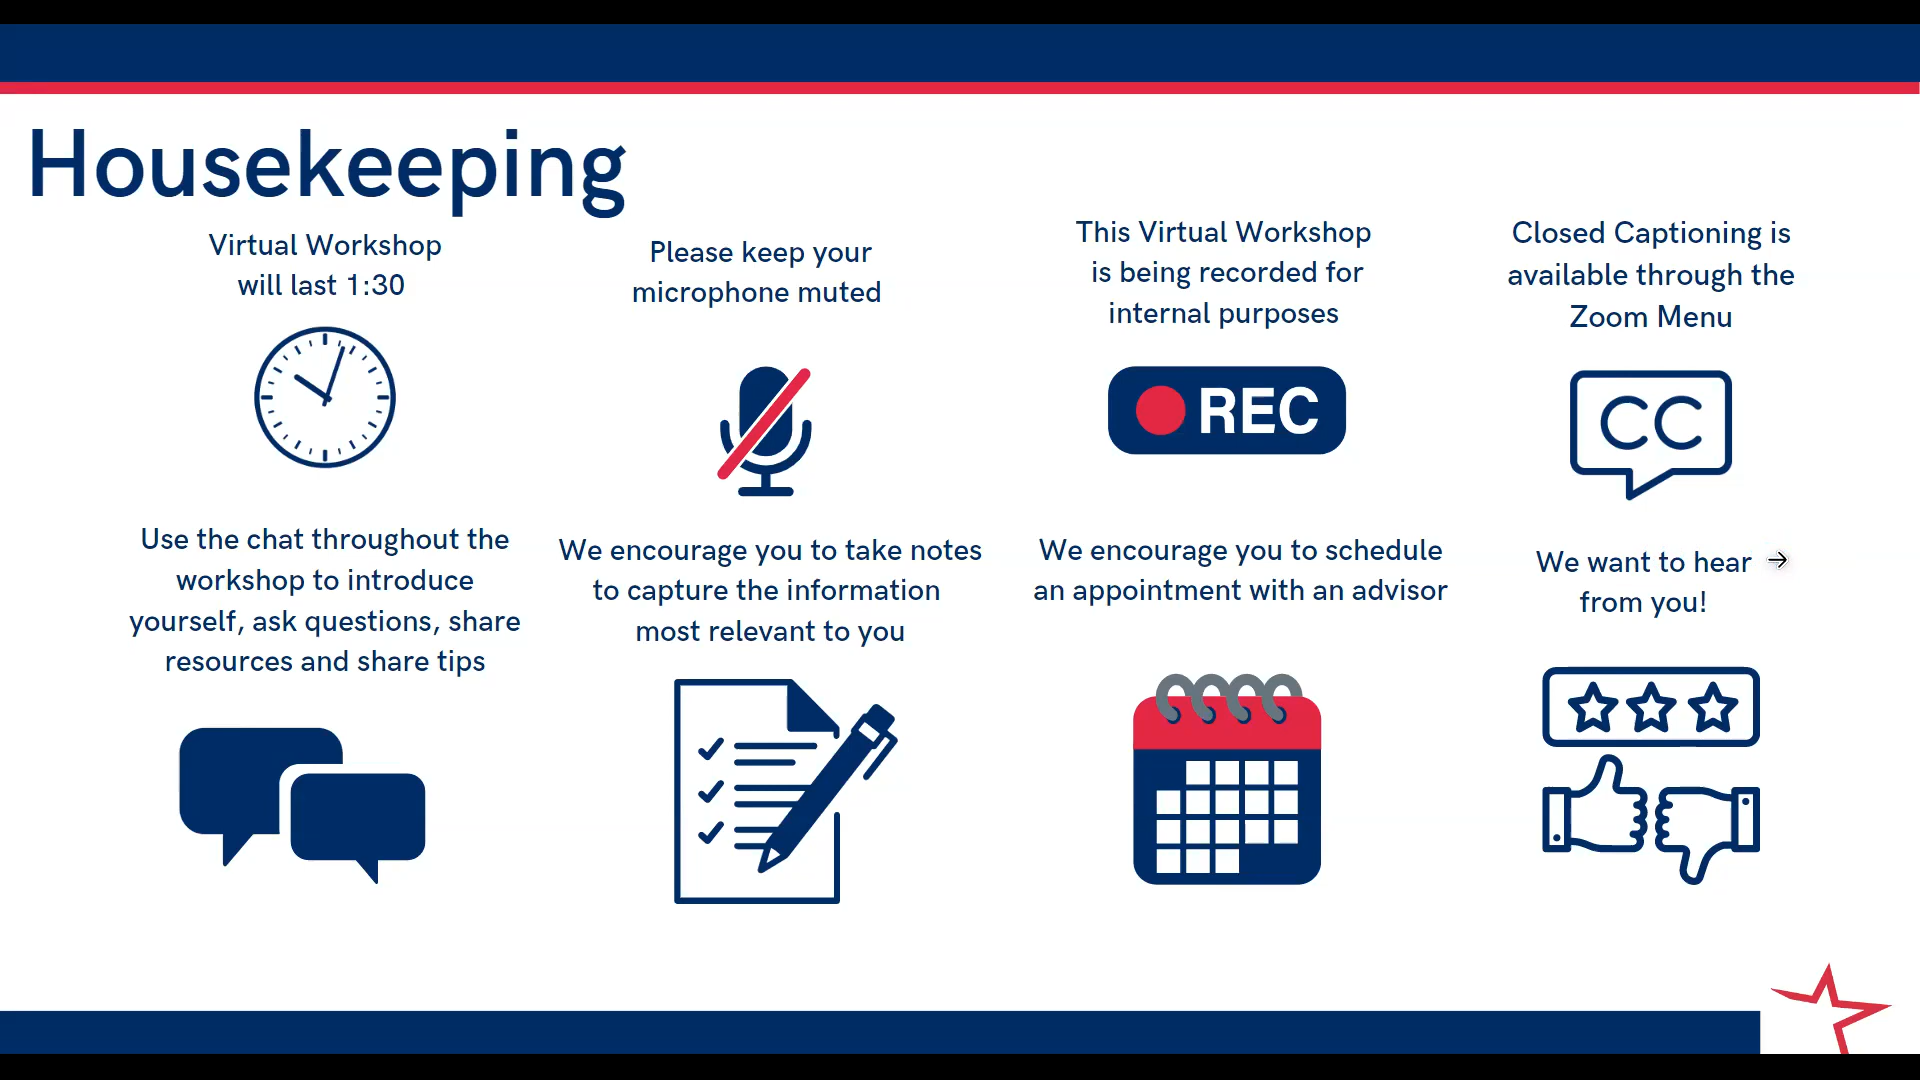 Housekeeping
Virtual Workshop
will last 1:30
Please keep your
microphone muted
This Virtual Workshop
is being recorded for
internal purposes
REC
Closed Captioning is
available through the
Zoom Menu
CC
Use the chat throughout the
workshop to introduce
yourself, ask questions, share
resources and share tips
We encourage you to take notes
to capture the information
most relevant to you
We encourage you to schedule
an appointment with an advisor
We want to hear
from you!